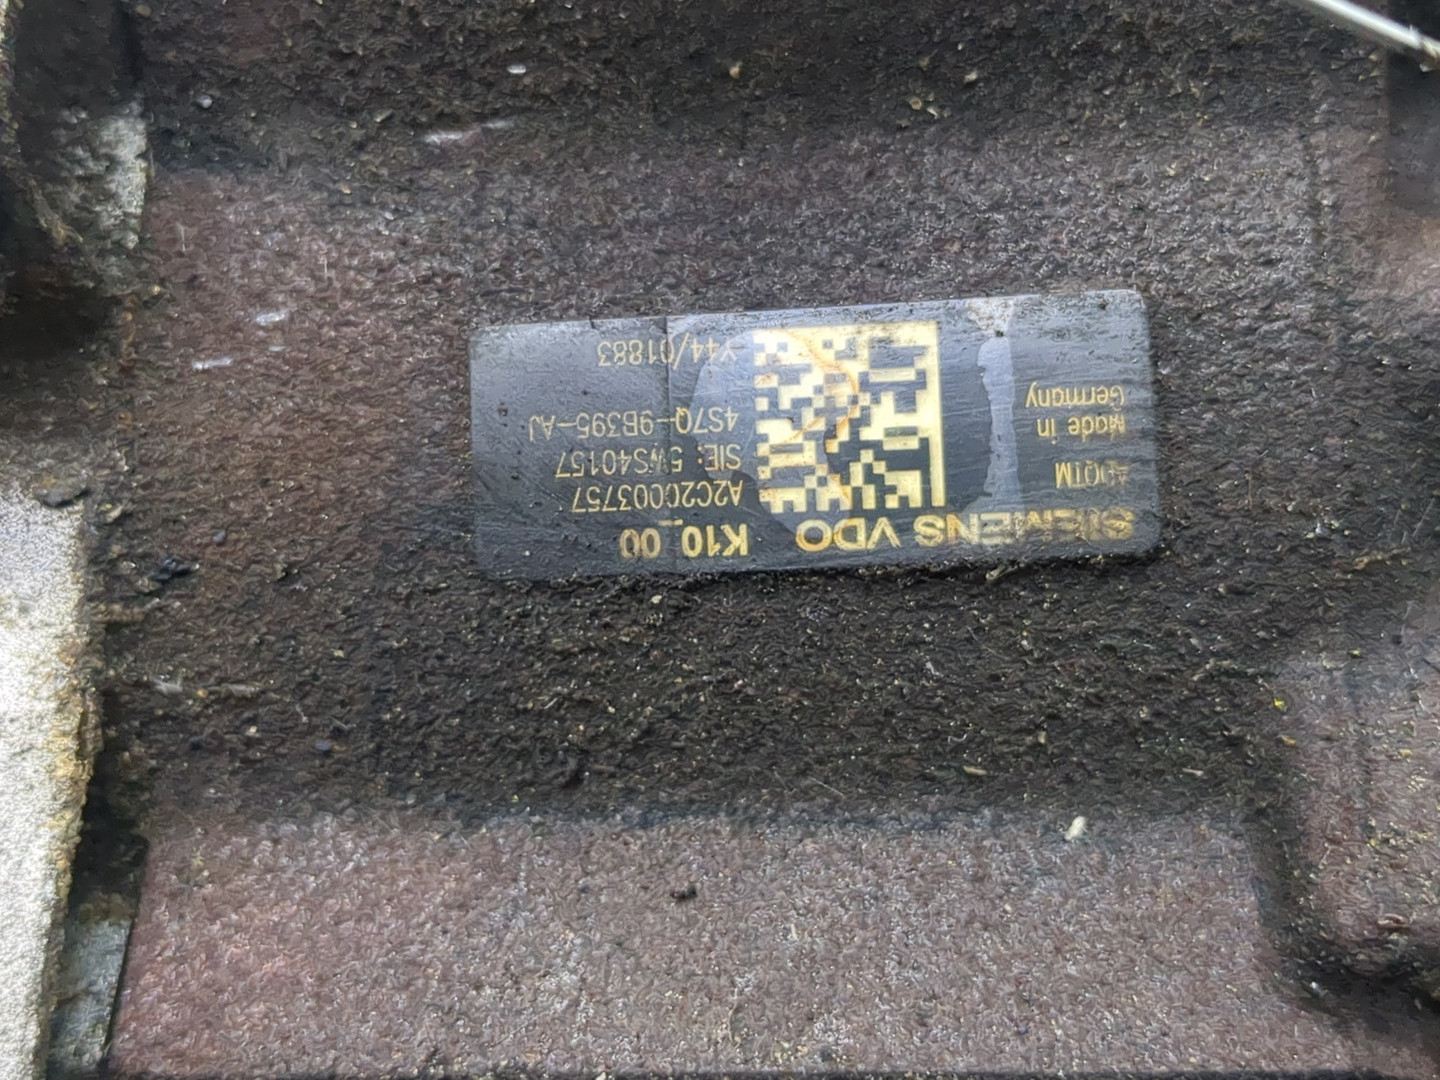 SIEMENS VDO K10_00
A2C20003757
SIE: 5WS40157
4S7Q-9B395-AJ
Y44/01883
Made in
Germany